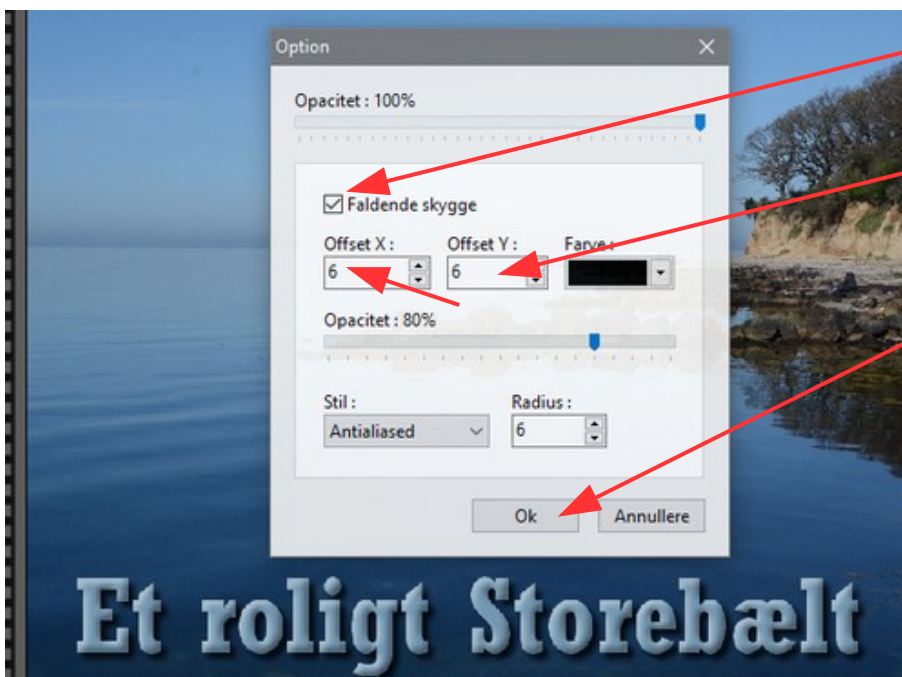 Option
Opacitet : 100%
Faldende skygge
Offset X : Offset Y : Farve :
6 6
Opacitet : 80%
Stil : Radius :
Antialiased 6
Ok Annullere
Et roligt Storebælt